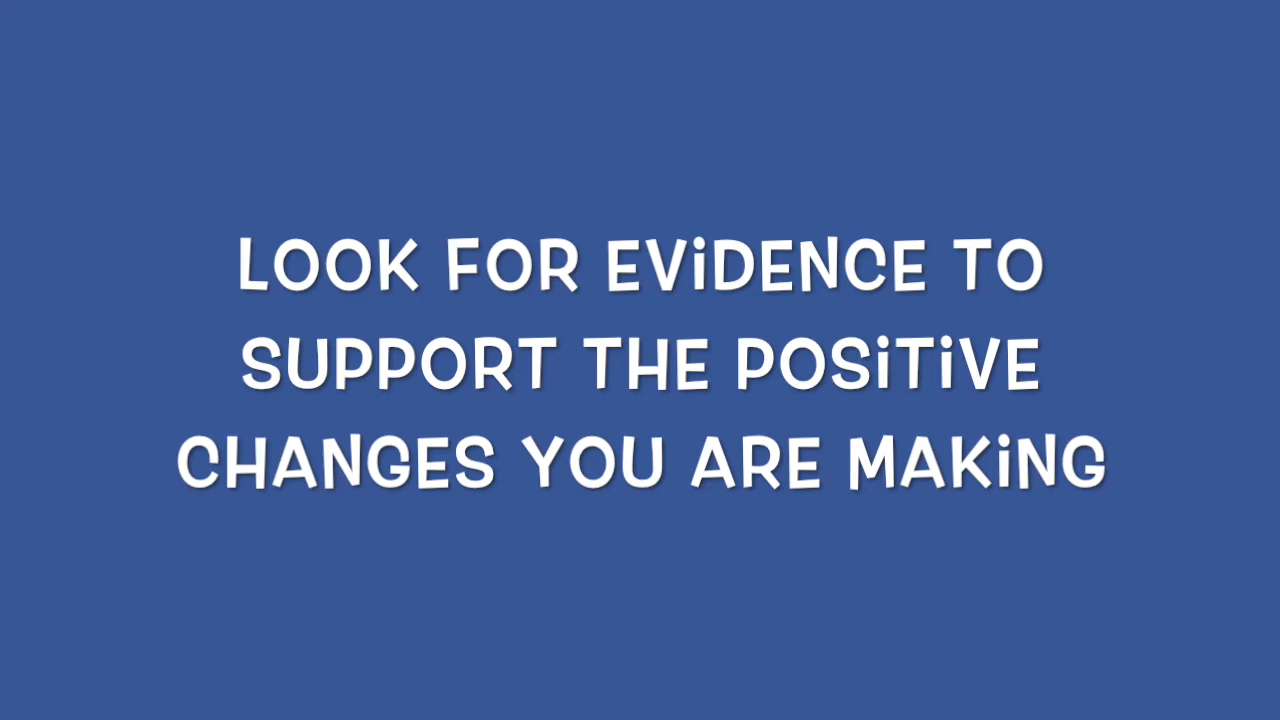 LOOK FOR EViDENCE TO
SUPPORT THE POSiTiVE
CHANGES YOU ARE MAKiNG